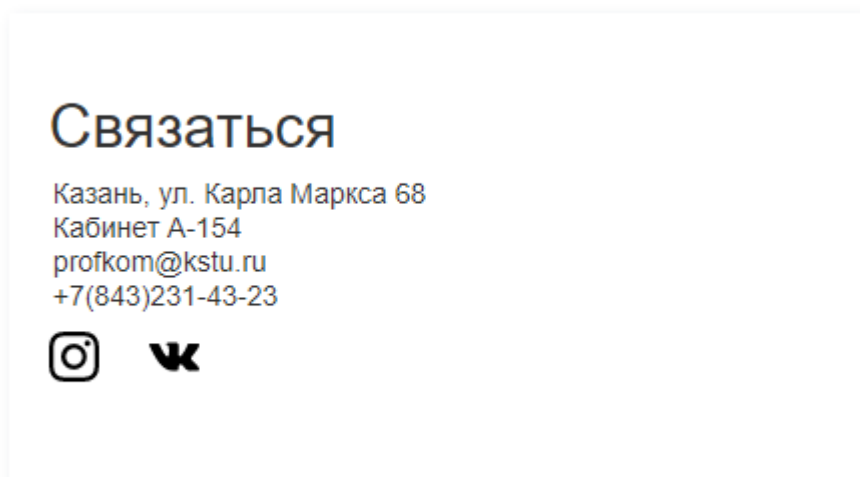 Связаться
Казань, ул. Карла Маркса 68
Кабинет А-154
profkom@kstu.ru
+7(843)231-43-23